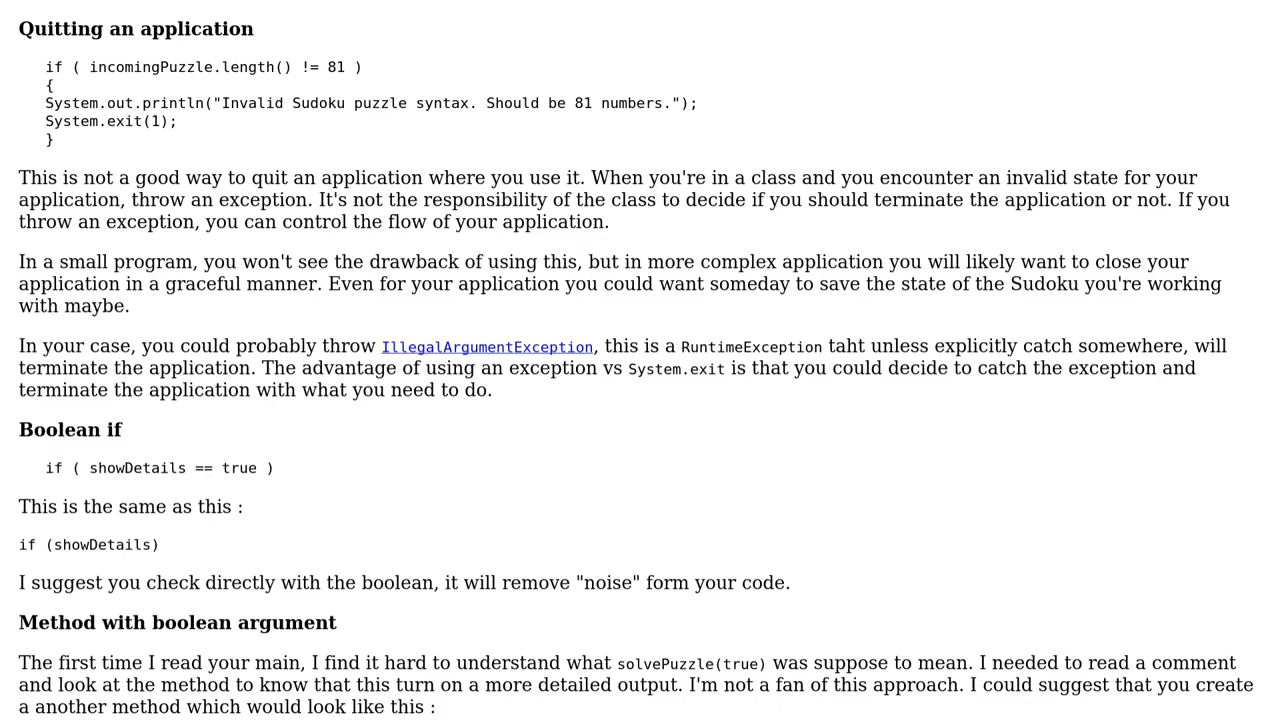 Quitting an application
if ( incomingPuzzle.length() != 81 )
{
System.out.println("Invalid Sudoku puzzle syntax. Should be 81 numbers.");
System.exit(1);
}
This is not a good way to quit an application where you use it. When you're in a class and you encounter an invalid state for your
application, throw an exception. It's not the responsibility of the class to decide if you should terminate the application or not. If you
throw an exception, you can control the flow of your application.
In a small program, you won't see the drawback of using this, but in more complex application you will likely want to close your
application in a graceful manner. Even for your application you could want someday to save the state of the Sudoku you're working
with maybe.
In your case, you could probably throw IllegalArgumentException, this is a RuntimeException taht unless explicitly catch somewhere, will
terminate the application. The advantage of using an exception vs System.exit is that you could decide to catch the exception and
terminate the application with what you need to do.
Boolean if
if ( showDetails == true )
This is the same as this :
if (showDetails)
I suggest you check directly with the boolean, it will remove "noise" form your code.
Method with boolean argument
The first time I read your main, I find it hard to understand what solvePuzzle(true) was suppose to mean. I needed to read a comment
and look at the method to know that this turn on a more detailed output. I'm not a fan of this approach. I could suggest that you create
a another method which would look like this :